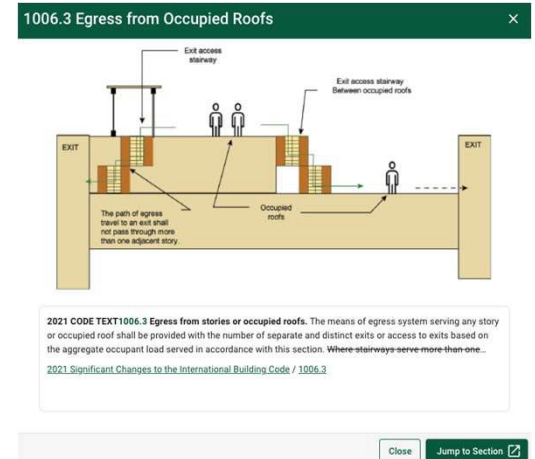 1006.3 Egress from Occupied Roofs
Exit access
stairway
Exit access stairway
Between occupied roofs
EXIT
EXIT
The path of egress
travel to an exit shall
not pass through more
than one adjacent story.
Occupied
roofs
2021 CODE TEXT1006.3 Egress from stories or occupied roofs. The means of egress system serving any story
or occupied roof shall be provided with the number of separate and distinct exits or access to exits based on
the aggregate occupant load served in accordance with this section. Where stairways serve more than one...
2021 Significant Changes to the International Building Code / 1006.3
Close
Jump to Section